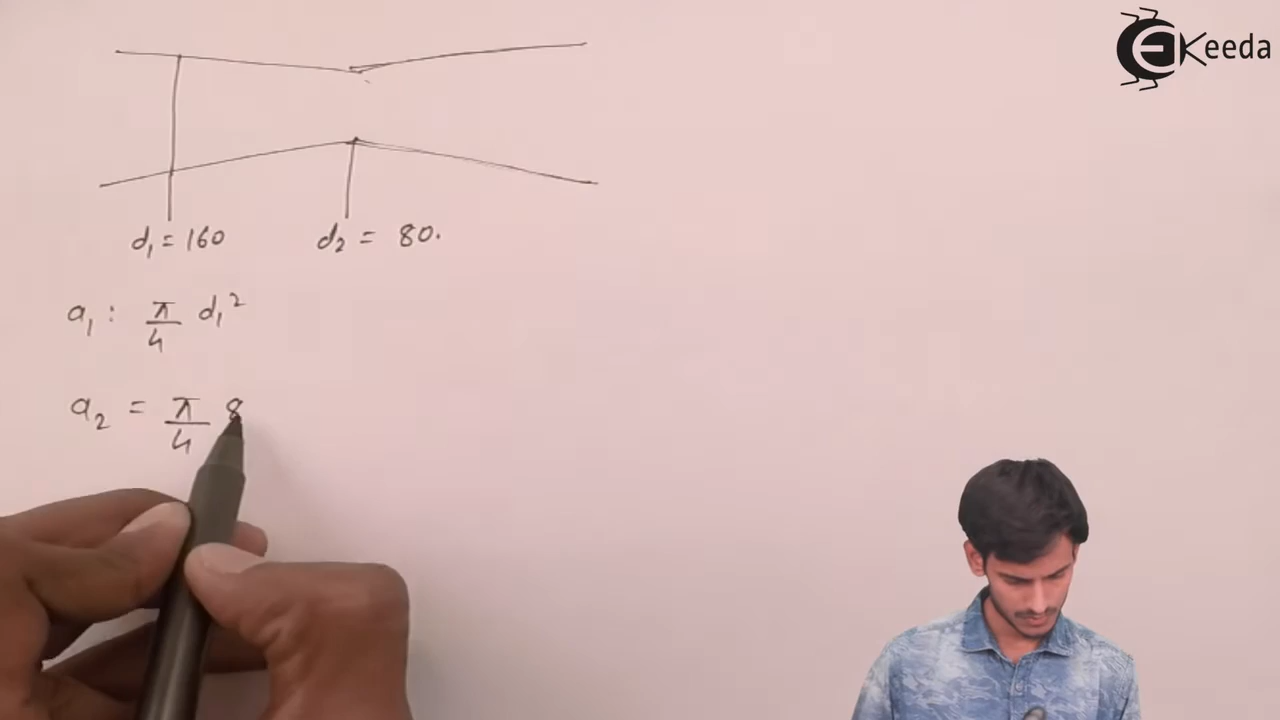 Ekeeda
d₁ = 160 d₂ = 80.
a₁ : π/4 d₁²
a₂ = π/4 8